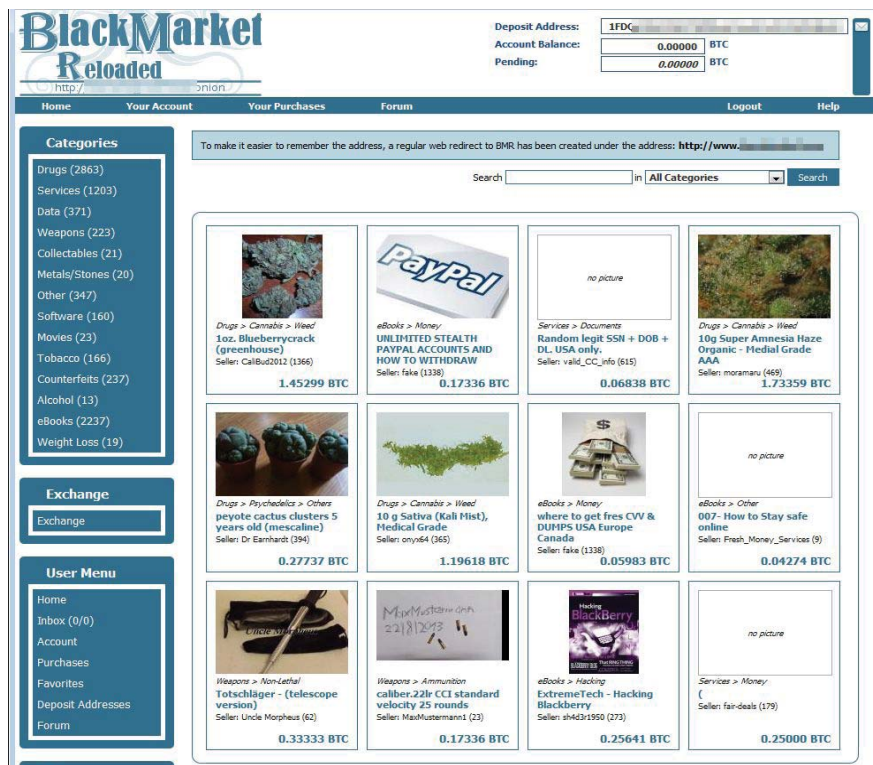 BlackMarket
Reloaded
http:/ onion
Deposit Address: 1FDC
Account Balance: 0.00000 BTC
Pending: 0.00000 BTC
Home Your Account Your Purchases Forum Logout Help
Categories
Drugs (2863)
Services (1203)
Data (371)
Weapons (223)
Collectables (21)
Metals/Stones (20)
Other (347)
Software (160)
Movies (23)
Tobacco (166)
Counterfeits (237)
Alcohol (13)
eBooks (2237)
Weight Loss (19)
Exchange
Exchange
User Menu
Home
Inbox (0/0)
Account
Purchases
Favorites
Deposit Addresses
Forum
To make it easier to remember the address, a regular web redirect to BMR has been created under the address: http://www.
Search in All Categories Search
Drugs > Cannabis > Weed
1oz. Blueberrycrack
(greenhouse)
Seller: CaliBud2012 (1366)
1.45299 BTC
PayPal
eBooks > Money
UNLIMITED STEALTH
PAYPAL ACCOUNTS AND
HOW TO WITHDRAW
Seller: fake (1338)
0.17336 BTC
no picture
Services > Documents
Random legit SSN + DOB +
DL. USA only.
Seller: valid_CC_info (615)
0.06838 BTC
Drugs > Cannabis > Weed
10g Super Amnesia Haze
Organic - Medial Grade
AAA
Seller: moramaru (469)
1.73359 BTC
Drugs > Psychedelics > Others
peyote cactus clusters 5
years old (mescaline)
Seller: Dr Earnhardt (394)
0.27737 BTC
Drugs > Cannabis > Weed
10 g Sativa (Kali Mist),
Medical Grade
Seller: onyx64 (365)
1.19618 BTC
$
eBooks > Money
where to get fres CVV &
DUMPS USA Europe
Canada
Seller: fake (1338)
0.05983 BTC
no picture
eBooks > Other
007- How to Stay safe
online
Seller: Fresh_Money_Services (9)
0.04274 BTC
Uncle Morpheus
Weapons > Non-Lethal
Totschläger - (telescope
version)
Seller: Uncle Morpheus (62)
0.33333 BTC
MaxMustermann
22/8/2013
Weapons > Ammunition
caliber.22lr CCI standard
velocity 25 rounds
Seller: MaxMustermann1 (23)
0.17336 BTC
Hacking
BlackBerry
eBooks > Hacking
ExtremeTech - Hacking
Blackberry
Seller: sh4d3r1950 (273)
0.25641 BTC
no picture
Services > Money
(
Seller: fair-deals (179)
0.25000 BTC